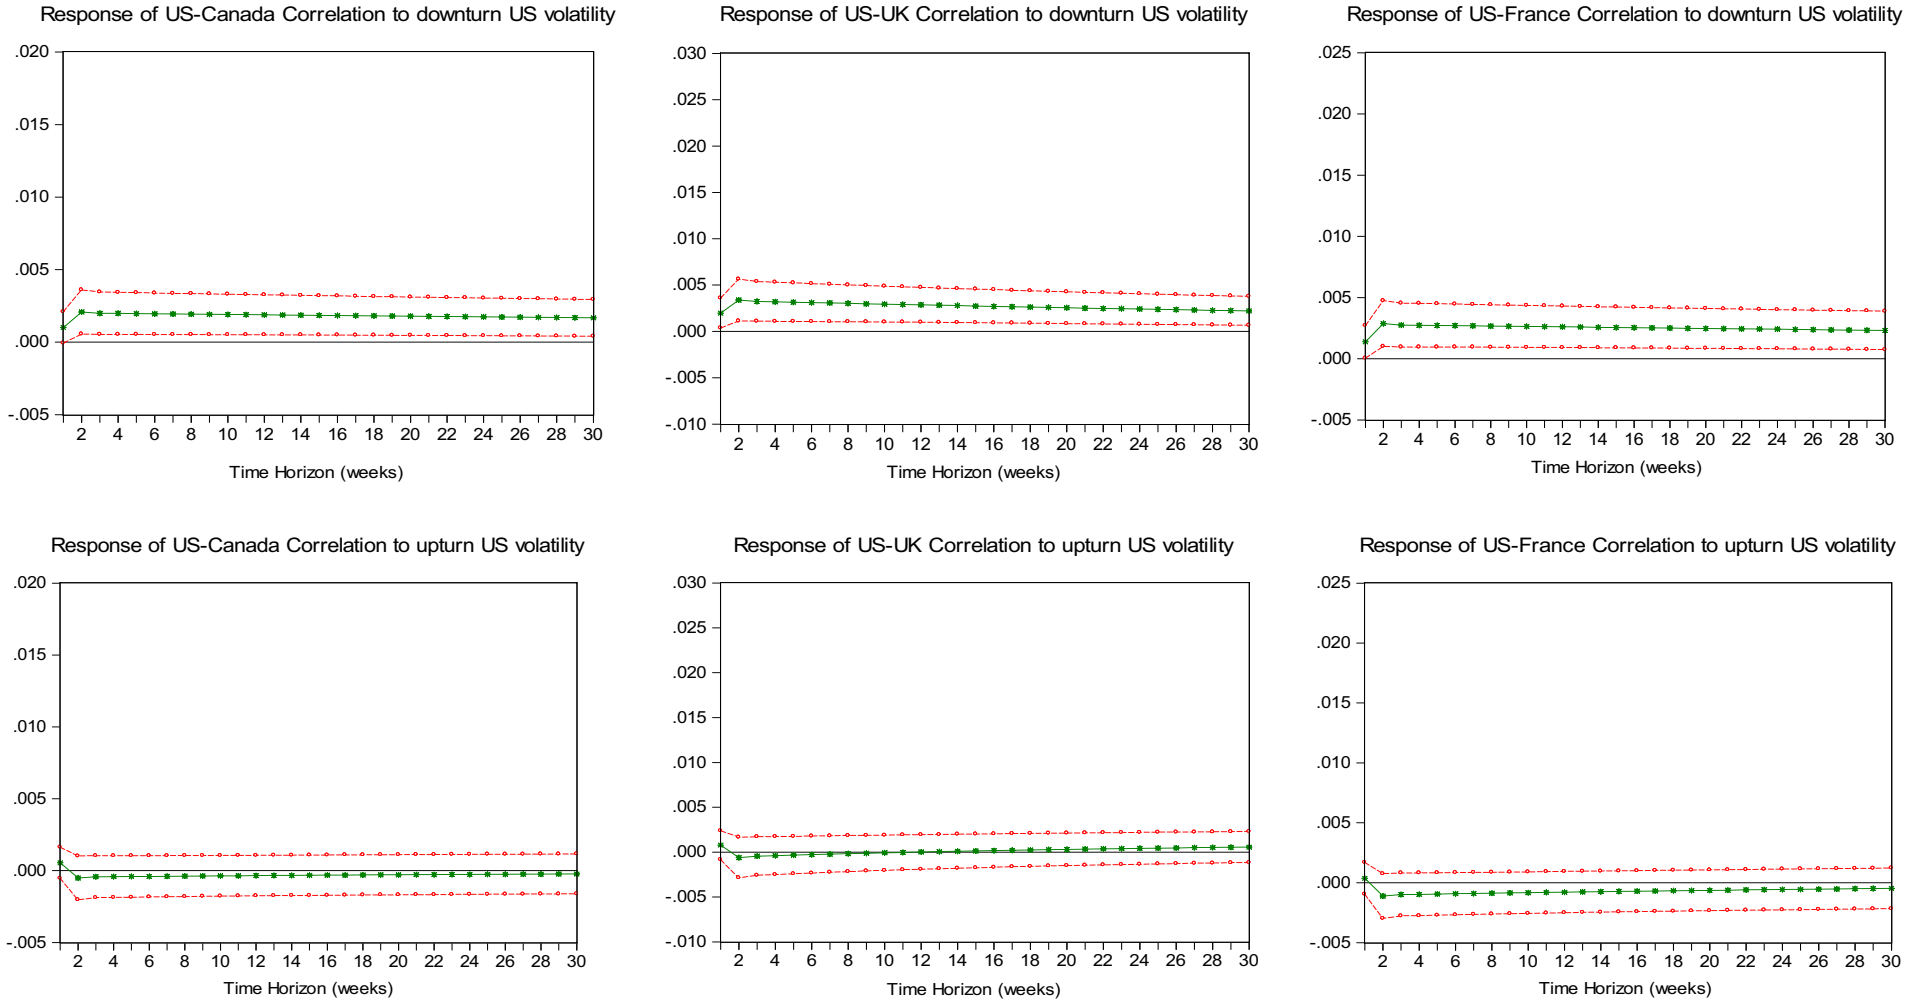 Response of US-Canada Correlation to downturn US volatility
.020
.015
.010
.005
.000
-.005
2 4 6 8 10 12 14 16 18 20 22 24 26 28 30
Time Horizon (weeks)
Response of US-UK Correlation to downturn US volatility
.030
.025
.020
.015
.010
.005
.000
-.005
-.010
2 4 6 8 10 12 14 16 18 20 22 24 26 28 30
Time Horizon (weeks)
Response of US-France Correlation to downturn US volatility
.025
.020
.015
.010
.005
.000
-.005
2 4 6 8 10 12 14 16 18 20 22 24 26 28 30
Time Horizon (weeks)
Response of US-Canada Correlation to upturn US volatility
.020
.015
.010
.005
.000
-.005
2 4 6 8 10 12 14 16 18 20 22 24 26 28 30
Time Horizon (weeks)
Response of US-UK Correlation to upturn US volatility
.030
.025
.020
.015
.010
.005
.000
-.005
-.010
2 4 6 8 10 12 14 16 18 20 22 24 26 28 30
Time Horizon (weeks)
Response of US-France Correlation to upturn US volatility
.025
.020
.015
.010
.005
.000
-.005
2 4 6 8 10 12 14 16 18 20 22 24 26 28 30
Time Horizon (weeks)